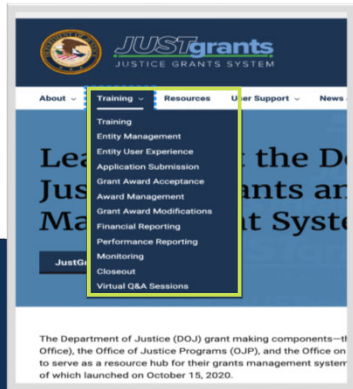 JUSTgrants
JUSTICE GRANTS SYSTEM
About Training Resources User Support News
Training
Entity Management
Entity User Experience
Application Submission
Grant Award Acceptance
Award Management
Grant Award Modifications
Financial Reporting
Performance Reporting
Monitoring
Closeout
Virtual Q&A Sessions
Lea t the D
Jus ants an
Ma t Syste
JustG
The Department of Justice (DOJ) grant making components—t
Office), the Office of Justice Programs (OJP), and the Office on
to serve as a resource hub for their grants management system
of which launched on October 15, 2020.